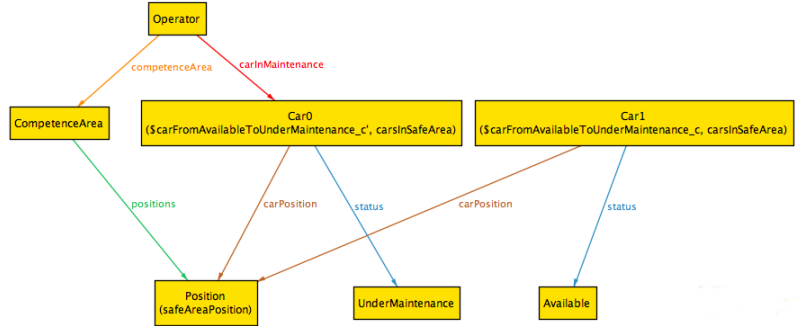 Operator
competenceArea
carInMaintenance
CompetenceArea
Car0
($carFromAvailableToUnderMaintenance_c', carsInSafeArea)
Car1
($carFromAvailableToUnderMaintenance_c, carsInSafeArea)
positions
carPosition
status
carPosition
status
Position
(safeAreaPosition)
UnderMaintenance
Available